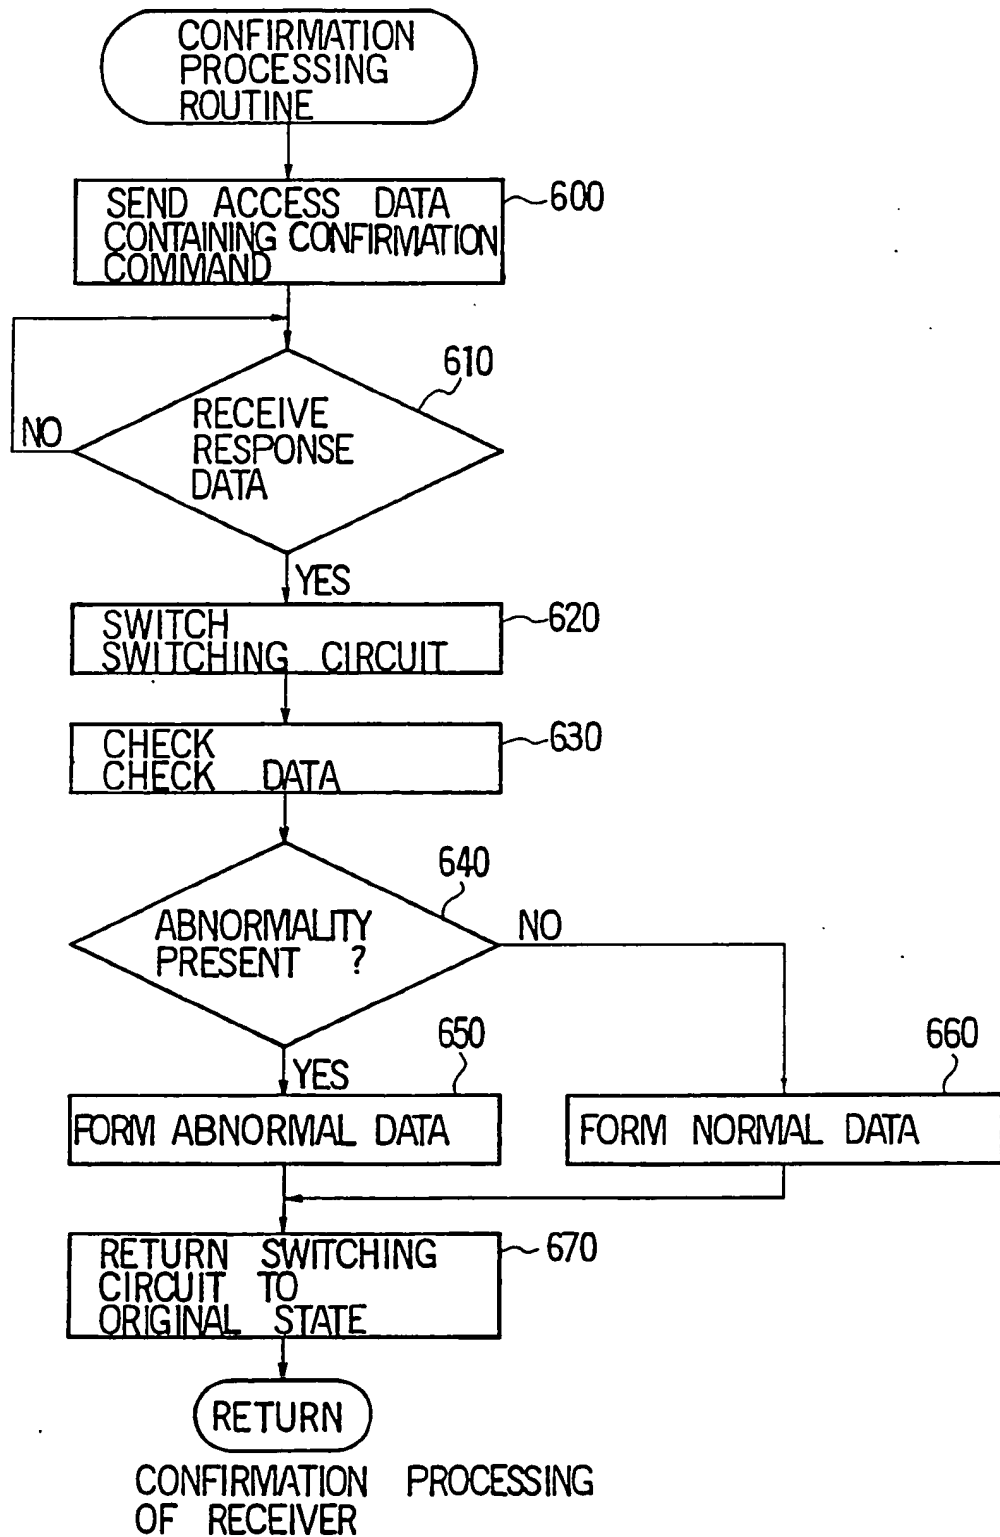 CONFIRMATION
PROCESSING
ROUTINE
SEND ACCESS DATA
CONTAINING CONFIRMATION
COMMAND
600
610
RECEIVE
RESPONSE
DATA
NO
YES
SWITCH
SWITCHING CIRCUIT
620
CHECK
CHECK DATA
630
640
ABNORMALITY
PRESENT ?
NO
YES
650
FORM ABNORMAL DATA
660
FORM NORMAL DATA
RETURN SWITCHING
CIRCUIT TO
ORIGINAL STATE
670
RETURN
CONFIRMATION PROCESSING
OF RECEIVER